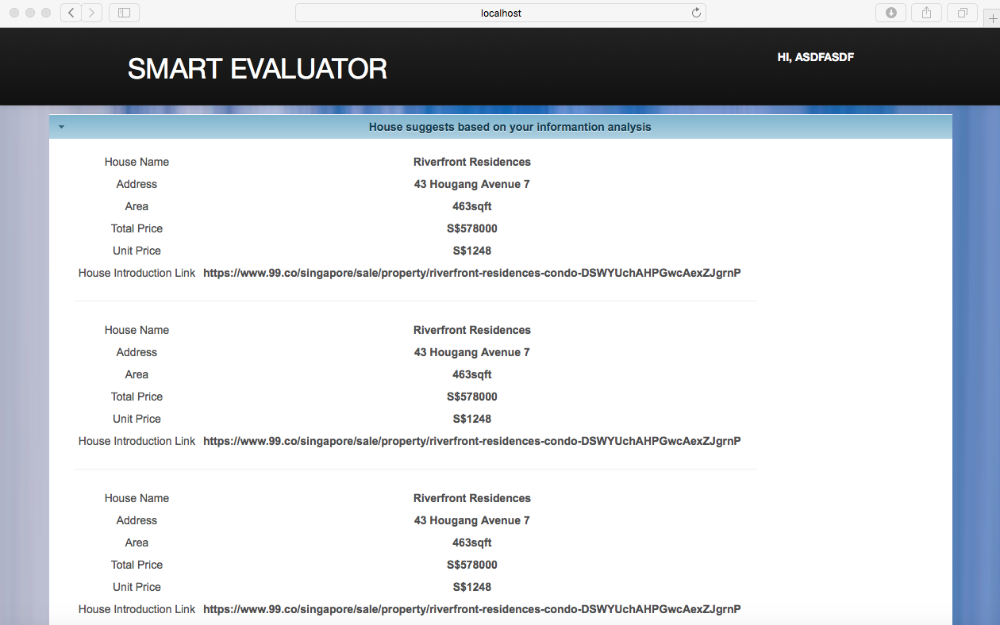 localhost
SMART EVALUATOR
HI, ASDFASDF
House suggests based on your informantion analysis
House Name Riverfront Residences
Address 43 Hougang Avenue 7
Area 463sqft
Total Price S$578000
Unit Price S$1248
House Introduction Link https://www.99.co/singapore/sale/property/riverfront-residences-condo-DSWYUchAHPGwcAexZJgrnP
House Name Riverfront Residences
Address 43 Hougang Avenue 7
Area 463sqft
Total Price S$578000
Unit Price S$1248
House Introduction Link https://www.99.co/singapore/sale/property/riverfront-residences-condo-DSWYUchAHPGwcAexZJgrnP
House Name Riverfront Residences
Address 43 Hougang Avenue 7
Area 463sqft
Total Price S$578000
Unit Price S$1248
House Introduction Link https://www.99.co/singapore/sale/property/riverfront-residences-condo-DSWYUchAHPGwcAexZJgrnP